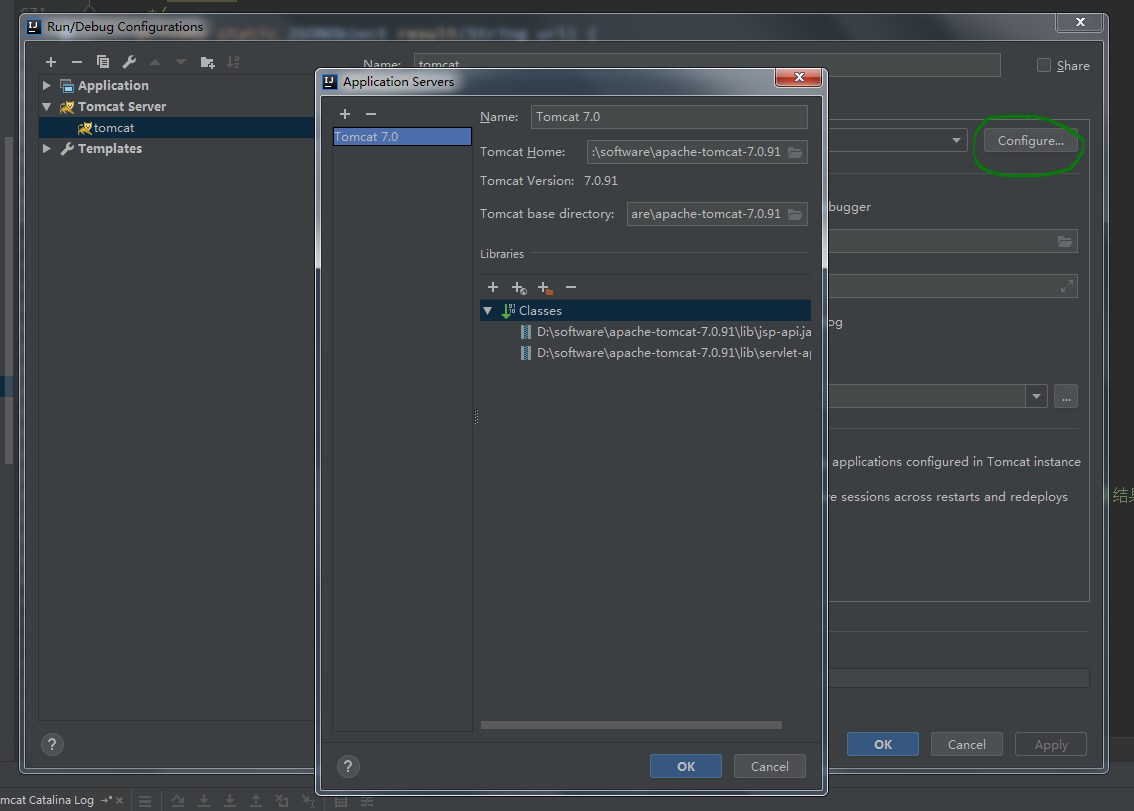 Run/Debug Configurations
Name: tomcat
Share
Application
Tomcat Server
tomcat
Templates
Application Servers
Tomcat 7.0
Name: Tomcat 7.0
Tomcat Home: :\software\apache-tomcat-7.0.91
Tomcat Version: 7.0.91
Tomcat base directory: are\apache-tomcat-7.0.91
Libraries
Classes
D:\software\apache-tomcat-7.0.91\lib\jsp-api.ja
D:\software\apache-tomcat-7.0.91\lib\servlet-ap
?
OK
Cancel
Configure...
bugger
og
...
applications configured in Tomcat instance
e sessions across restarts and redeploys
结果
?
OK
Cancel
Apply
mcat Catalina Log